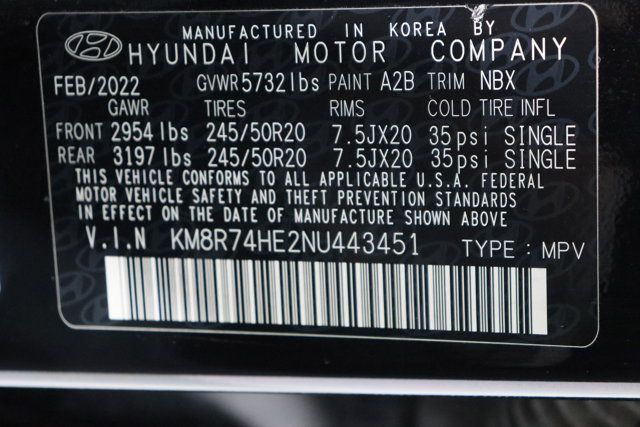 MANUFACTURED IN KOREA BY
HYUNDAI MOTOR COMPANY
FEB/2022 GVWR 5732lbs PAINT A2B TRIM NBX
GAWR TIRES RIMS COLD TIRE INFL
FRONT 2954 lbs 245/50R20 7.5JX20 35psi SINGLE
REAR 3197 lbs 245/50R20 7.5JX20 35psi SINGLE
THIS VEHICLE CONFORMS TO ALL APPLICABLE U.S.A. FEDERAL
MOTOR VEHICLE SAFETY AND THEFT PREVENTION STANDARDS
IN EFFECT ON THE DATE OF MANUFACTURE SHOWN ABOVE
V.I.N KM8R74HE2NU443451 TYPE : MPV